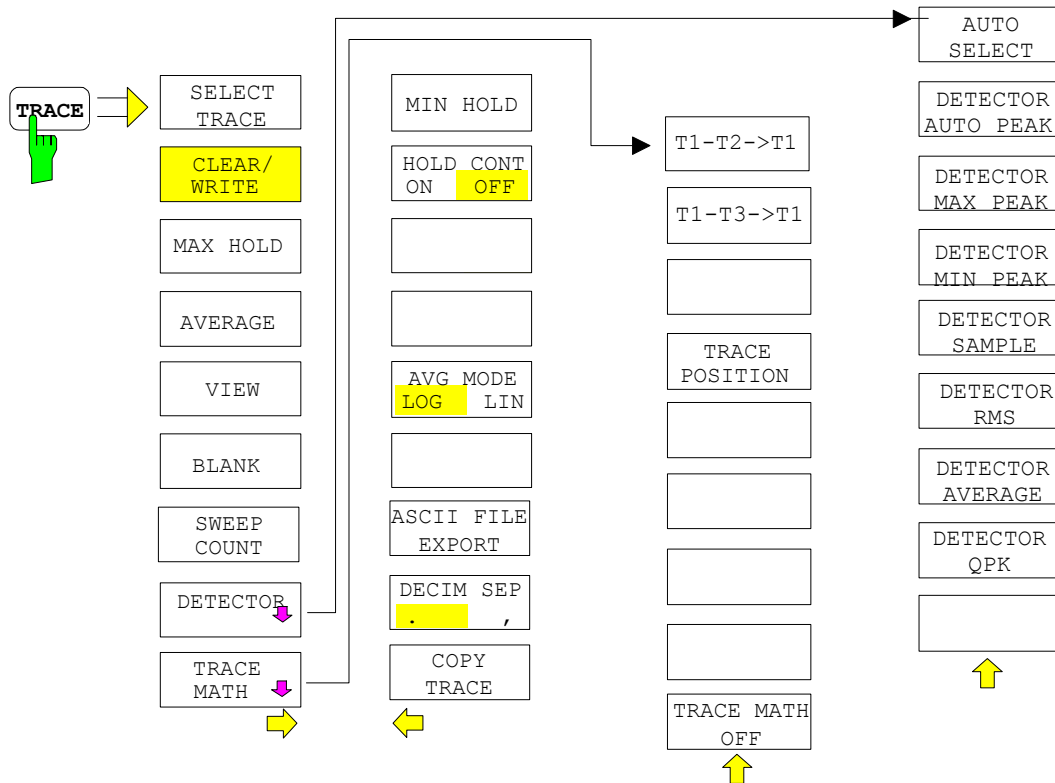 TRACE
SELECT
TRACE
CLEAR/
WRITE
MAX HOLD
AVERAGE
VIEW
BLANK
SWEEP
COUNT
DETECTOR
TRACE
MATH
MIN HOLD
HOLD CONT
ON OFF
AVG MODE
LOG LIN
ASCII FILE
EXPORT
DECIM SEP
. ,
COPY
TRACE
T1-T2->T1
T1-T3->T1
TRACE
POSITION
TRACE MATH
OFF
AUTO
SELECT
DETECTOR
AUTO PEAK
DETECTOR
MAX PEAK
DETECTOR
MIN PEAK
DETECTOR
SAMPLE
DETECTOR
RMS
DETECTOR
AVERAGE
DETECTOR
QPK